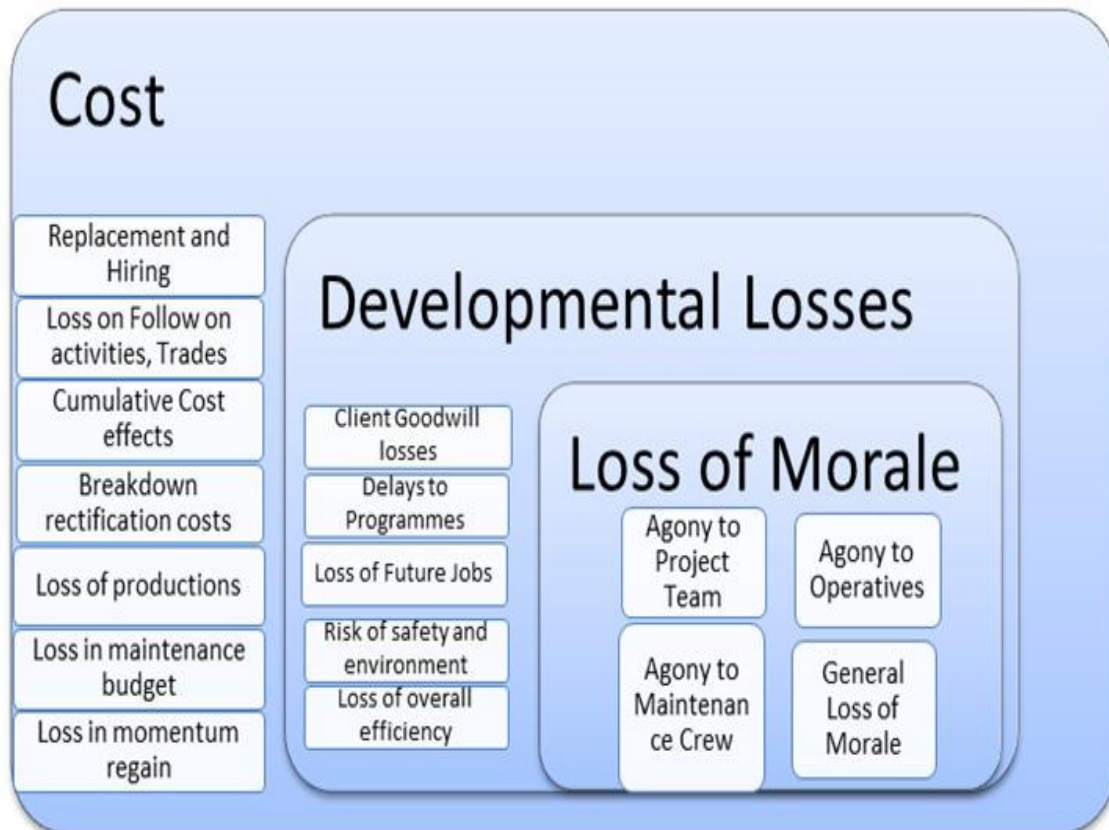 Cost
Replacement and
Hiring
Loss on Follow on
activities, Trades
Cumulative Cost
effects
Breakdown
rectification costs
Loss of productions
Loss in maintenance
budget
Loss in momentum
regain
Developmental Losses
Client Goodwill
losses
Delays to
Programmes
Loss of Future Jobs
Risk of safety and
environment
Loss of overall
efficiency
Loss of Morale
Agony to
Project
Team
Agony to
Operatives
Agony to
Maintenan
ce Crew
General
Loss of
Morale